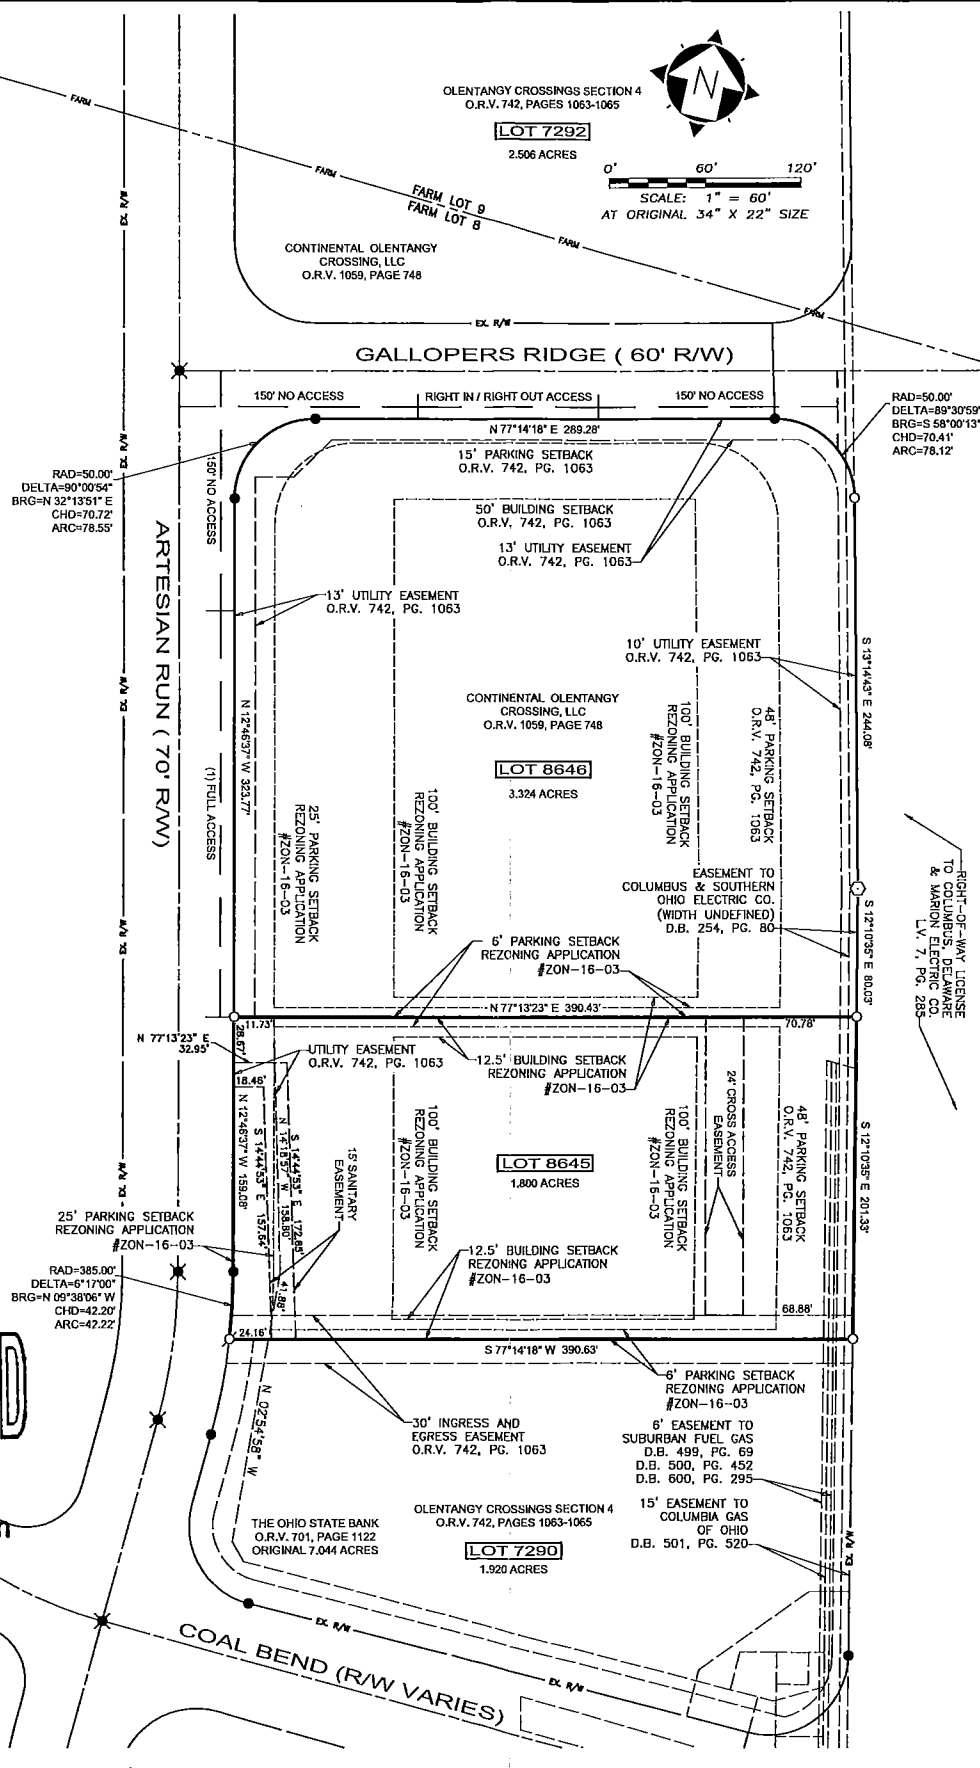 OLENTANGY CROSSINGS SECTION 4
O.R.V. 742, PAGES 1063-1065
LOT 7292
2.506 ACRES
N
0' 60' 120'
SCALE: 1" = 60'
AT ORIGINAL 34" X 22" SIZE
FARM
FARM
FARM
FARM
FARM LOT 9
FARM LOT 8
CONTINENTAL OLENTANGY
CROSSING, LLC
O.R.V. 1059, PAGE 748
EX. R/W
EX. R/W
GALLOPERS RIDGE ( 60' R/W)
150' NO ACCESS
RIGHT IN / RIGHT OUT ACCESS
150' NO ACCESS
N 77°14'18" E 289.28'
RAD=50.00'
DELTA=89°30'59"
BRG=S 58°00'13"
CHD=70.41'
ARC=78.12'
RAD=50.00'
DELTA=90°00'54"
BRG=N 32°13'51" E
CHD=70.72'
ARC=78.55'
EX. R/W
150' NO ACCESS
15' PARKING SETBACK
O.R.V. 742, PG. 1063
50' BUILDING SETBACK
O.R.V. 742, PG. 1063
13' UTILITY EASEMENT
O.R.V. 742, PG. 1063
13' UTILITY EASEMENT
O.R.V. 742, PG. 1063
ARTESIAN RUN ( 70' R/W)
EX. R/W
10' UTILITY EASEMENT
O.R.V. 742, PG. 1063
S 13°14'43" E 244.08'
N 12°46'37" W 323.77'
(1) FULL ACCESS
CONTINENTAL OLENTANGY
CROSSING, LLC
O.R.V. 1059, PAGE 748
LOT 8646
3.324 ACRES
100' BUILDING SETBACK
REZONING APPLICATION
#ZON-16-03
48' PARKING SETBACK
O.R.V. 742, PG. 1063
25' PARKING SETBACK
REZONING APPLICATION
#ZON-16-03
100' BUILDING SETBACK
REZONING APPLICATION
#ZON-16-03
EASEMENT TO
COLUMBUS & SOUTHERN
OHIO ELECTRIC CO.
(WIDTH UNDEFINED)
D.B. 254, PG. 80
RIGHT-OF-WAY LICENSE
TO COLUMBUS, DELAWARE
& MARION ELECTRIC CO.
L.V. 7, PG. 285
S 12°10'35" E 80.03'
EX. R/W
6' PARKING SETBACK
REZONING APPLICATION
#ZON-16-03
N 77°13'23" E 390.43'
11.73'
70.78'
28.67'
N 77°13'23" E
32.95'
UTILITY EASEMENT
O.R.V. 742, PG. 1063
12.5' BUILDING SETBACK
REZONING APPLICATION
#ZON-16-03
18.46'
N 12°46'37" W 159.08'
S 14°44'53" E 157.64'
N 14°18'57" W 158.80'
S 14°44'53" E 172.85'
41.88'
15' SANITARY
EASEMENT
100' BUILDING SETBACK
REZONING APPLICATION
#ZON-16-03
LOT 8645
1.800 ACRES
100' BUILDING SETBACK
REZONING APPLICATION
#ZON-16-03
24' CROSS ACCESS
EASEMENT
48' PARKING SETBACK
O.R.V. 742, PG. 1063
S 12°10'35" E 201.33'
EX. R/W
25' PARKING SETBACK
REZONING APPLICATION
#ZON-16-03
12.5' BUILDING SETBACK
REZONING APPLICATION
#ZON-16-03
RAD=385.00'
DELTA=6°17'00"
BRG=N 09°38'06" W
CHD=42.20'
ARC=42.22'
68.88'
24.16'
S 77°14'18" W 390.63'
6' PARKING SETBACK
REZONING APPLICATION
#ZON-16-03
N 02°54'58" W
30' INGRESS AND
EGRESS EASEMENT
O.R.V. 742, PG. 1063
6' EASEMENT TO
SUBURBAN FUEL GAS
D.B. 499, PG. 69
D.B. 500, PG. 452
D.B. 600, PG. 295
15' EASEMENT TO
COLUMBIA GAS
OF OHIO
D.B. 501, PG. 520
THE OHIO STATE BANK
O.R.V. 701, PAGE 1122
ORIGINAL 7.044 ACRES
OLENTANGY CROSSINGS SECTION 4
O.R.V. 742, PAGES 1063-1065
LOT 7290
1.920 ACRES
EX. R/W
EX. R/W
EX. R/W
COAL BEND (R/W VARIES)